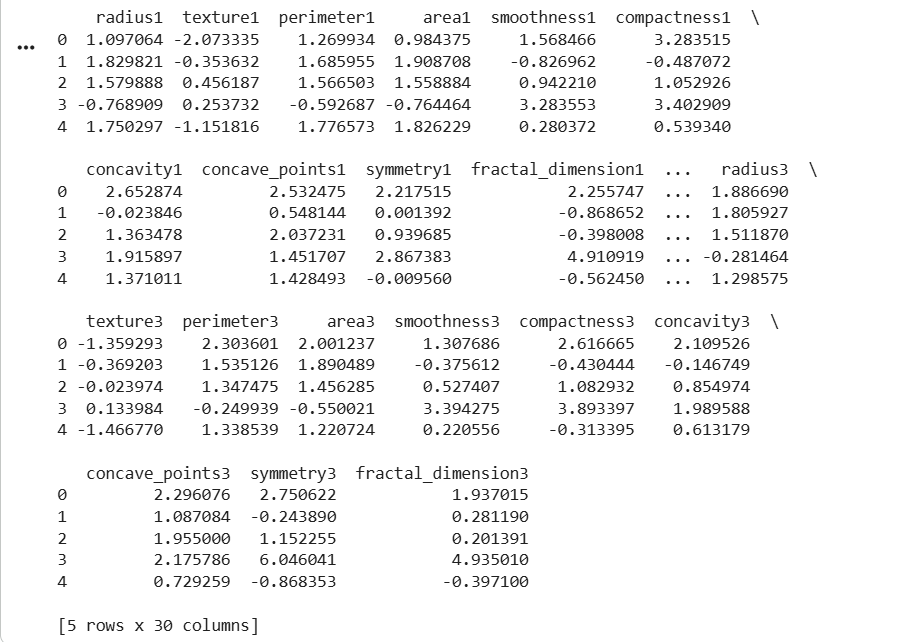 radius1  texture1  perimeter1     area1  smoothness1  compactness1  \
0  1.097064 -2.073335    1.269934  0.984375     1.568466      3.283515
1  1.829821 -0.353632    1.685955  1.908708    -0.826962     -0.487072
2  1.579888  0.456187    1.566503  1.558884     0.942210      1.052926
3 -0.768909  0.253732   -0.592687 -0.764464     3.283553      3.402909
4  1.750297 -1.151816    1.776573  1.826229     0.280372      0.539340
   concavity1  concave_points1  symmetry1  fractal_dimension1  ...   radius3  \
0    2.652874         2.532475   2.217515            2.255747  ...  1.886690
1   -0.023846         0.548144   0.001392           -0.868652  ...  1.805927
2    1.363478         2.037231   0.939685           -0.398008  ...  1.511870
3    1.915897         1.451707   2.867383            4.910919  ... -0.281464
4    1.371011         1.428493  -0.009560           -0.562450  ...  1.298575
   texture3  perimeter3     area3  smoothness3  compactness3  concavity3  \
0 -1.359293    2.303601  2.001237     1.307686      2.616665    2.109526
1 -0.369203    1.535126  1.890489    -0.375612     -0.430444   -0.146749
2 -0.023974    1.347475  1.456285     0.527407      1.082932    0.854974
3  0.133984   -0.249939 -0.550021     3.394275      3.893397    1.989588
4 -1.466770    1.338539  1.220724     0.220556     -0.313395    0.613179
   concave_points3  symmetry3  fractal_dimension3
0         2.296076   2.750622            1.937015
1         1.087084  -0.243890            0.281190
2         1.955000   1.152255            0.201391
3         2.175786   6.046041            4.935010
4         0.729259  -0.868353           -0.397100
[5 rows x 30 columns]